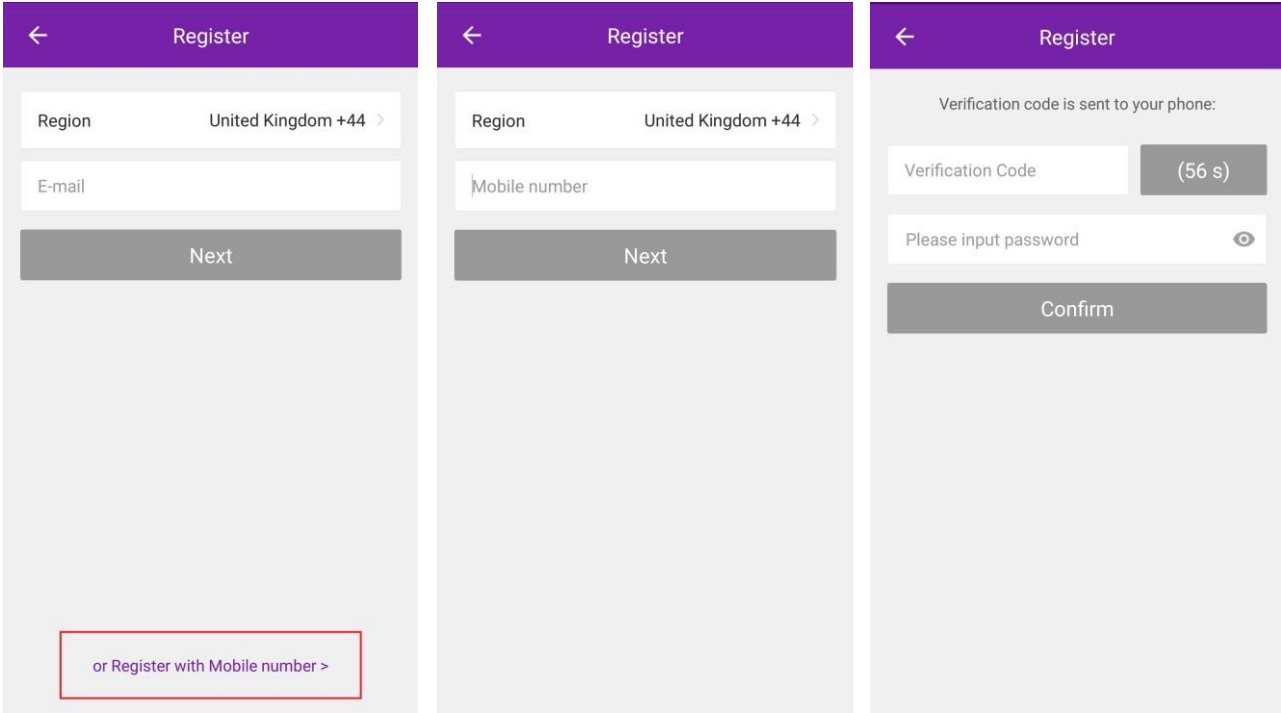 Register
Region United Kingdom +44
E-mail
Next
or Register with Mobile number >
Register
Region United Kingdom +44
Mobile number
Next
Register
Verification code is sent to your phone:
Verification Code (56 s)
Please input password
Confirm